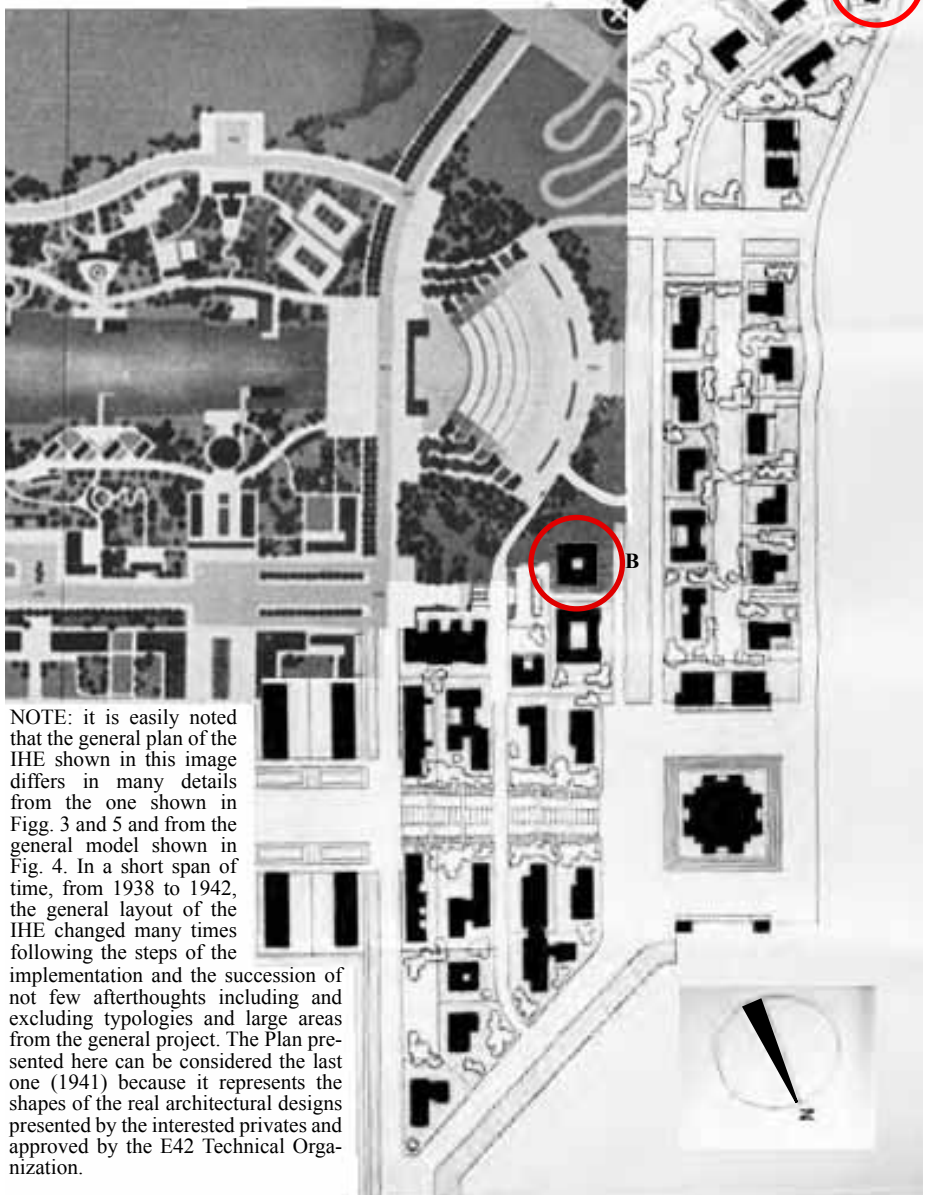 B
NOTE: it is easily noted
that the general plan of the
IHE shown in this image
differs in many details
from the one shown in
Figg. 3 and 5 and from the
general model shown in
Fig. 4. In a short span of
time, from 1938 to 1942,
the general layout of the
IHE changed many times
following the steps of the
implementation and the succession of
not few afterthoughts including and
excluding typologies and large areas
from the general project. The Plan pre-
sented here can be considered the last
one (1941) because it represents the
shapes of the real architectural designs
presented by the interested privates and
approved by the E42 Technical Orga-
nization.
N